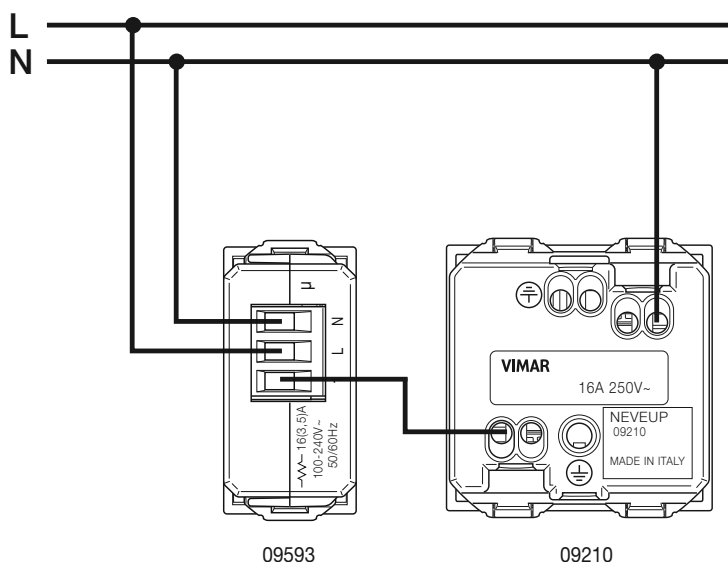 L
N
µ
N
L
16(3,5)A
100-240V~
50/60Hz
VIMAR
16A 250V~
NEVEUP
09210
MADE IN ITALY
09593
09210